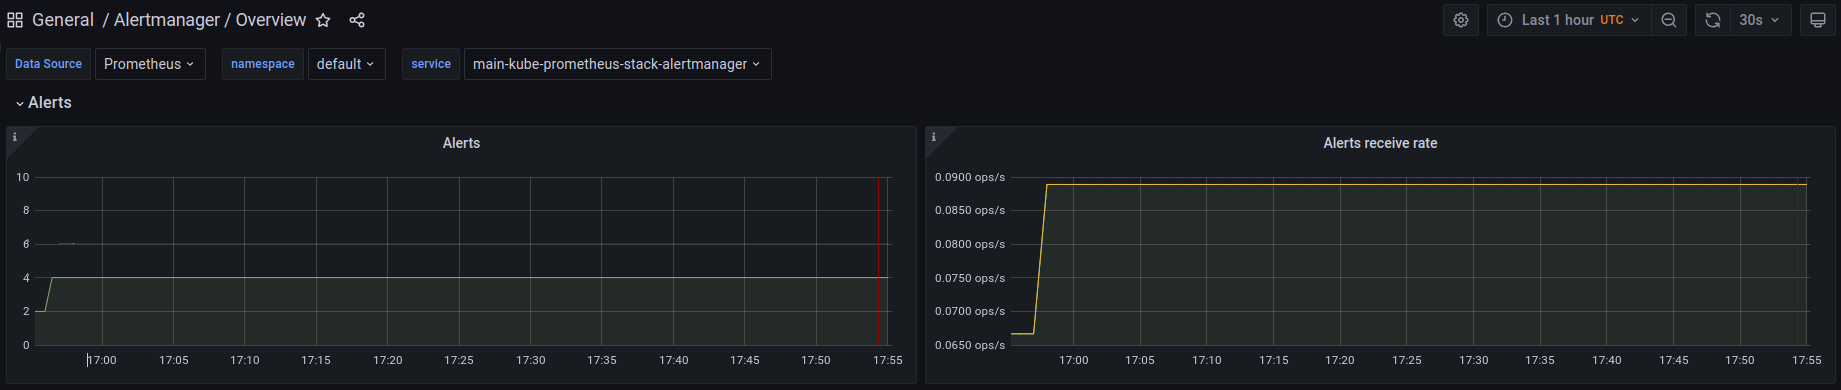 General / Alertmanager / Overview
Last 1 hour UTC
30s
Data Source Prometheus namespace default service main-kube-prometheus-stack-alertmanager
Alerts
Alerts
10
8
6
4
2
0
17:00 17:05 17:10 17:15 17:20 17:25 17:30 17:35 17:40 17:45 17:50 17:55
Alerts receive rate
0.0900 ops/s
0.0850 ops/s
0.0800 ops/s
0.0750 ops/s
0.0700 ops/s
0.0650 ops/s
17:00 17:05 17:10 17:15 17:20 17:25 17:30 17:35 17:40 17:45 17:50 17:55